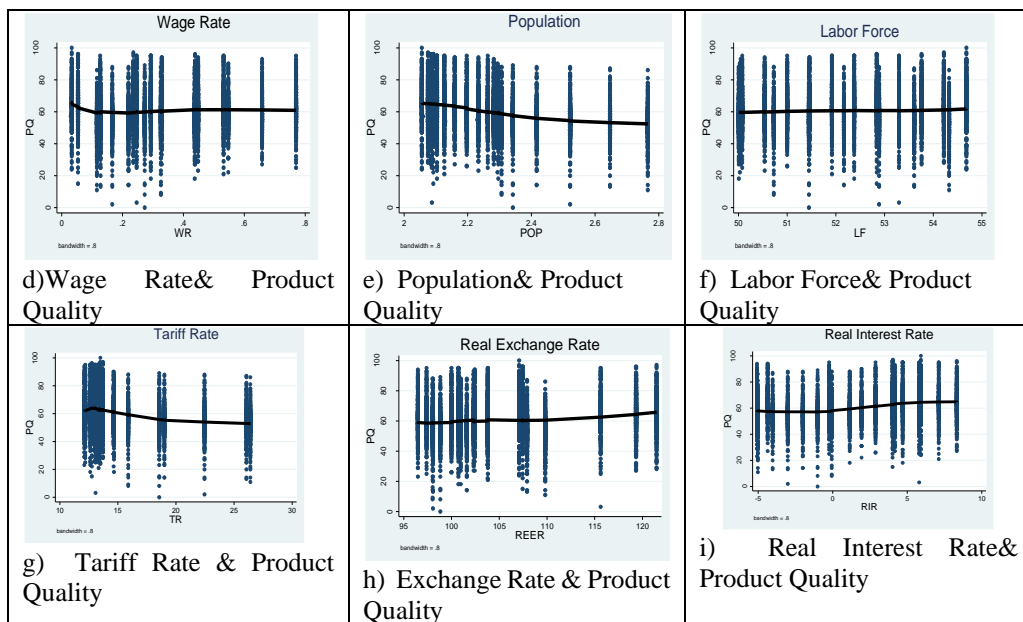 Wage Rate
PQ
0 20 40 60 80 100
0 .2 .4 .6 .8
WR
bandwidth = .8
d)Wage Rate& Product
Quality
Population
PQ
0 20 40 60 80 100
2 2.2 2.4 2.6 2.8
POP
bandwidth = .8
e) Population& Product
Quality
Labor Force
PQ
0 20 40 60 80 100
50 51 52 53 54 55
LF
bandwidth = .8
f) Labor Force& Product
Quality
Tariff Rate
PQ
0 20 40 60 80 100
10 15 20 25 30
TR
bandwidth = .8
g) Tariff Rate & Product
Quality
Real Exchange Rate
PQ
0 20 40 60 80 100
95 100 105 110 115 120
REER
bandwidth = .8
h) Exchange Rate & Product
Quality
Real Interest Rate
PQ
0 20 40 60 80 100
-5 0 5 10
RIR
bandwidth = .8
i) Real Interest Rate&
Product Quality